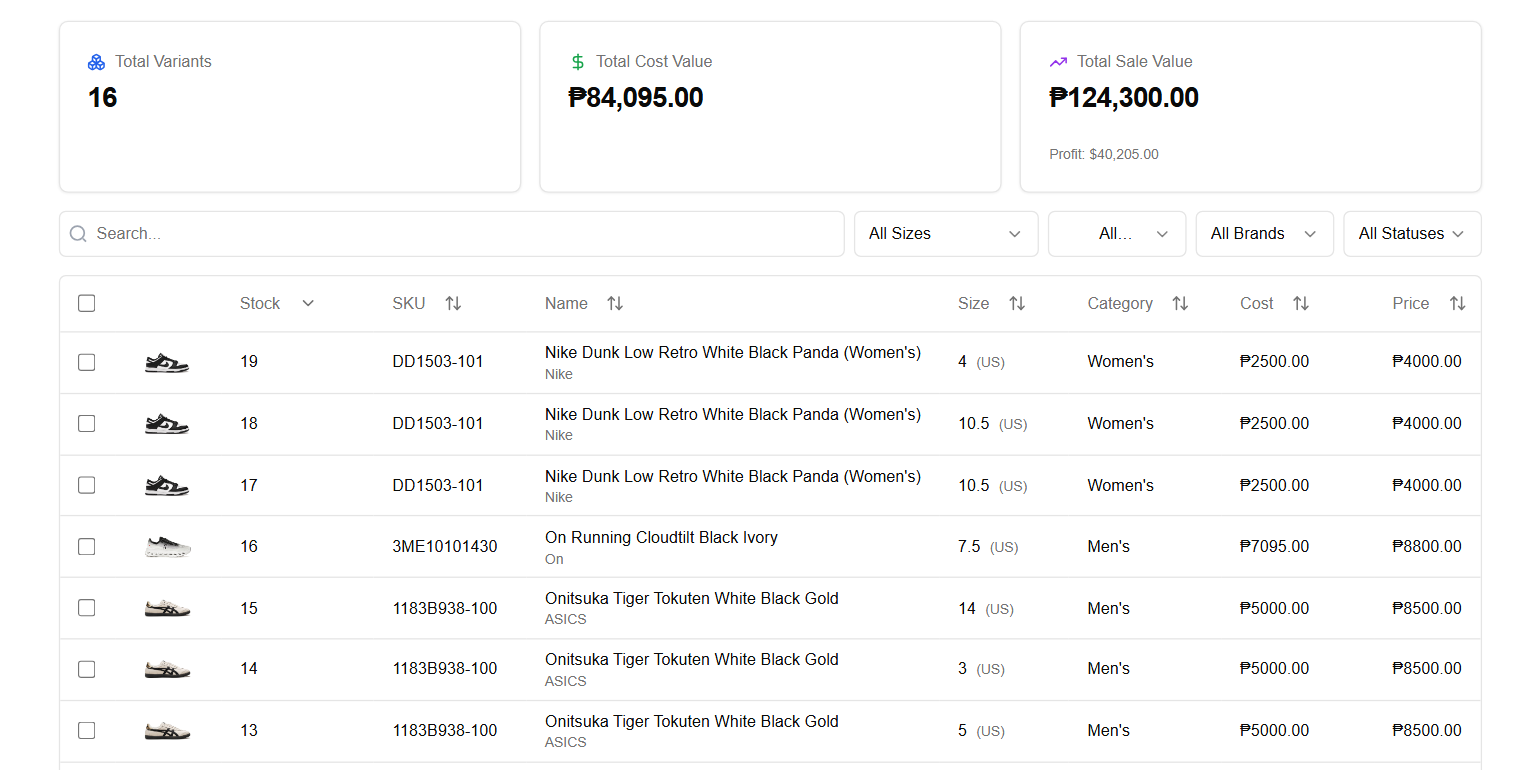 Total Variants
16
Total Cost Value
₱84,095.00
Total Sale Value
₱124,300.00
Profit: $40,205.00
Search... All Sizes All... All Brands All Statuses
Stock SKU Name Size Category Cost Price
19 DD1503-101 Nike Dunk Low Retro White Black Panda (Women's) 4 (US) Women's ₱2500.00 ₱4000.00
Nike
18 DD1503-101 Nike Dunk Low Retro White Black Panda (Women's) 10.5 (US) Women's ₱2500.00 ₱4000.00
Nike
17 DD1503-101 Nike Dunk Low Retro White Black Panda (Women's) 10.5 (US) Women's ₱2500.00 ₱4000.00
Nike
16 3ME10101430 On Running Cloudtilt Black Ivory 7.5 (US) Men's ₱7095.00 ₱8800.00
On
15 1183B938-100 Onitsuka Tiger Tokuten White Black Gold 14 (US) Men's ₱5000.00 ₱8500.00
ASICS
14 1183B938-100 Onitsuka Tiger Tokuten White Black Gold 3 (US) Men's ₱5000.00 ₱8500.00
ASICS
13 1183B938-100 Onitsuka Tiger Tokuten White Black Gold 5 (US) Men's ₱5000.00 ₱8500.00
ASICS